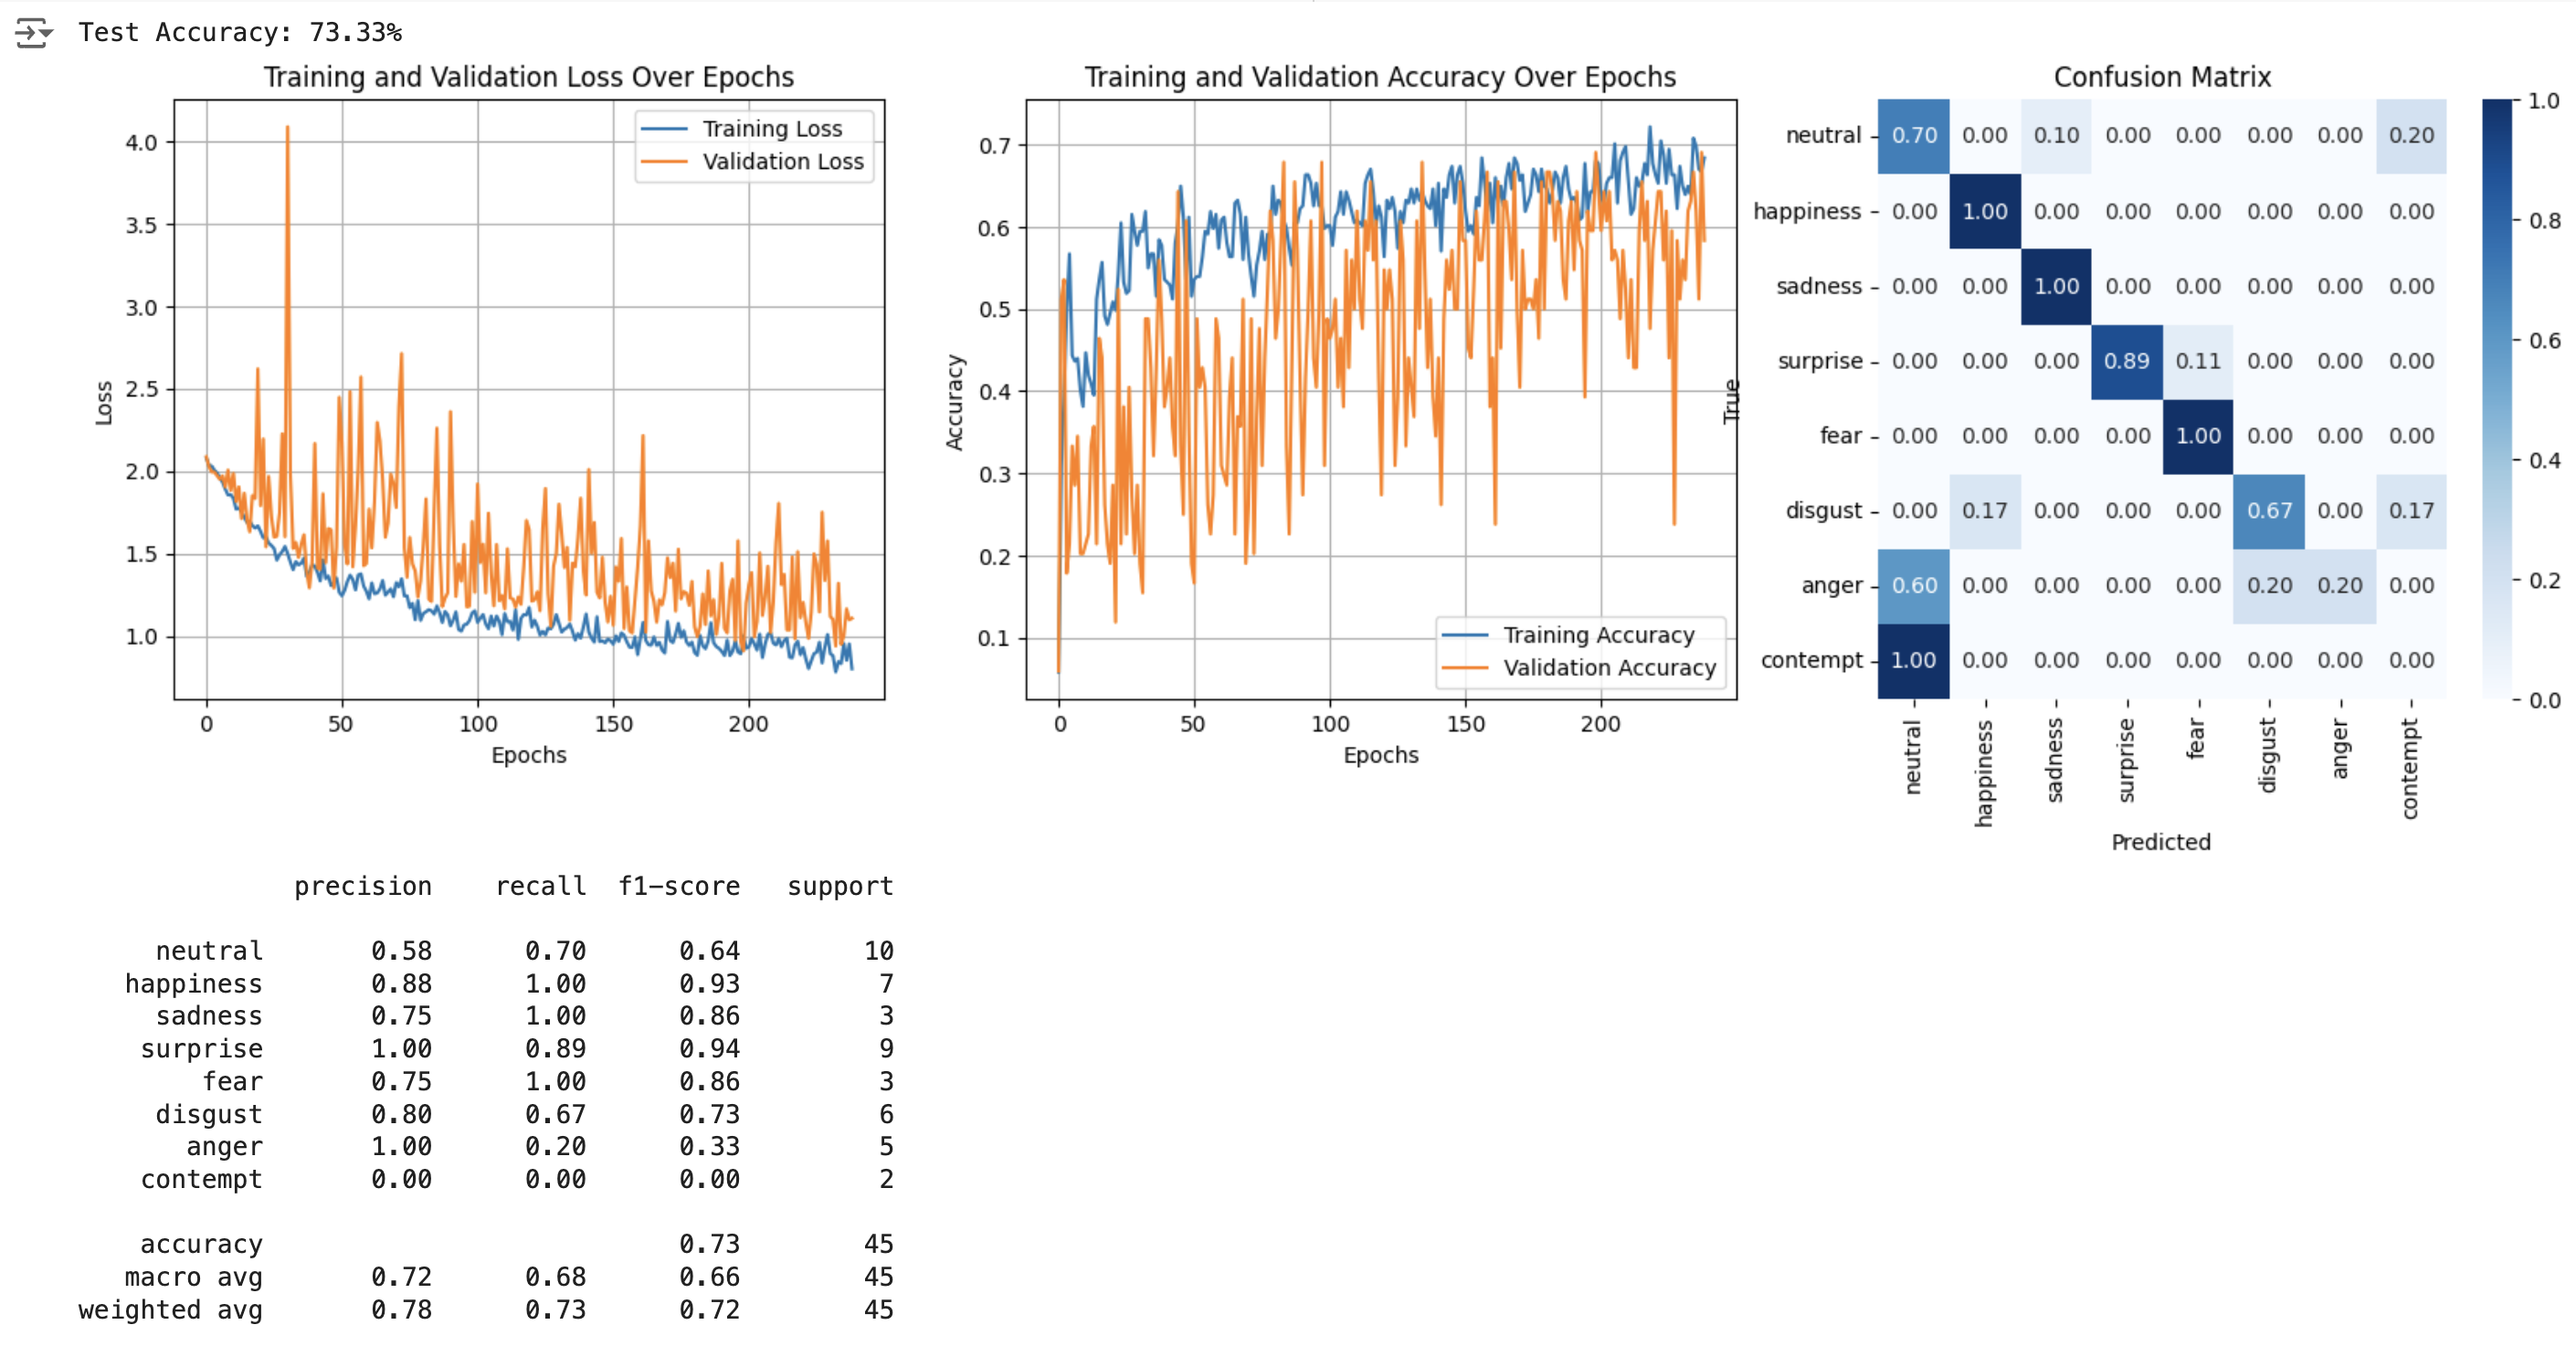 Test Accuracy: 73.33%
Training and Validation Loss Over Epochs
Training Loss
Validation Loss
4.0
3.5
3.0
2.5
2.0
1.5
1.0
Loss
0 50 100 150 200
Epochs
Training and Validation Accuracy Over Epochs
0.7
0.6
0.5
0.4
0.3
0.2
0.1
Accuracy
Training Accuracy
Validation Accuracy
0 50 100 150 200
Epochs
Confusion Matrix
True
neutral 0.70 0.00 0.10 0.00 0.00 0.00 0.00 0.20
happiness 0.00 1.00 0.00 0.00 0.00 0.00 0.00 0.00
sadness 0.00 0.00 1.00 0.00 0.00 0.00 0.00 0.00
surprise 0.00 0.00 0.00 0.89 0.11 0.00 0.00 0.00
fear 0.00 0.00 0.00 0.00 1.00 0.00 0.00 0.00
disgust 0.00 0.17 0.00 0.00 0.00 0.67 0.00 0.17
anger 0.60 0.00 0.00 0.00 0.00 0.20 0.20 0.00
contempt 1.00 0.00 0.00 0.00 0.00 0.00 0.00 0.00
neutral happiness sadness surprise fear disgust anger contempt
Predicted
1.0
0.8
0.6
0.4
0.2
0.0
precision recall f1-score support
neutral 0.58 0.70 0.64 10
happiness 0.88 1.00 0.93 7
sadness 0.75 1.00 0.86 3
surprise 1.00 0.89 0.94 9
fear 0.75 1.00 0.86 3
disgust 0.80 0.67 0.73 6
anger 1.00 0.20 0.33 5
contempt 0.00 0.00 0.00 2
accuracy 0.73 45
macro avg 0.72 0.68 0.66 45
weighted avg 0.78 0.73 0.72 45